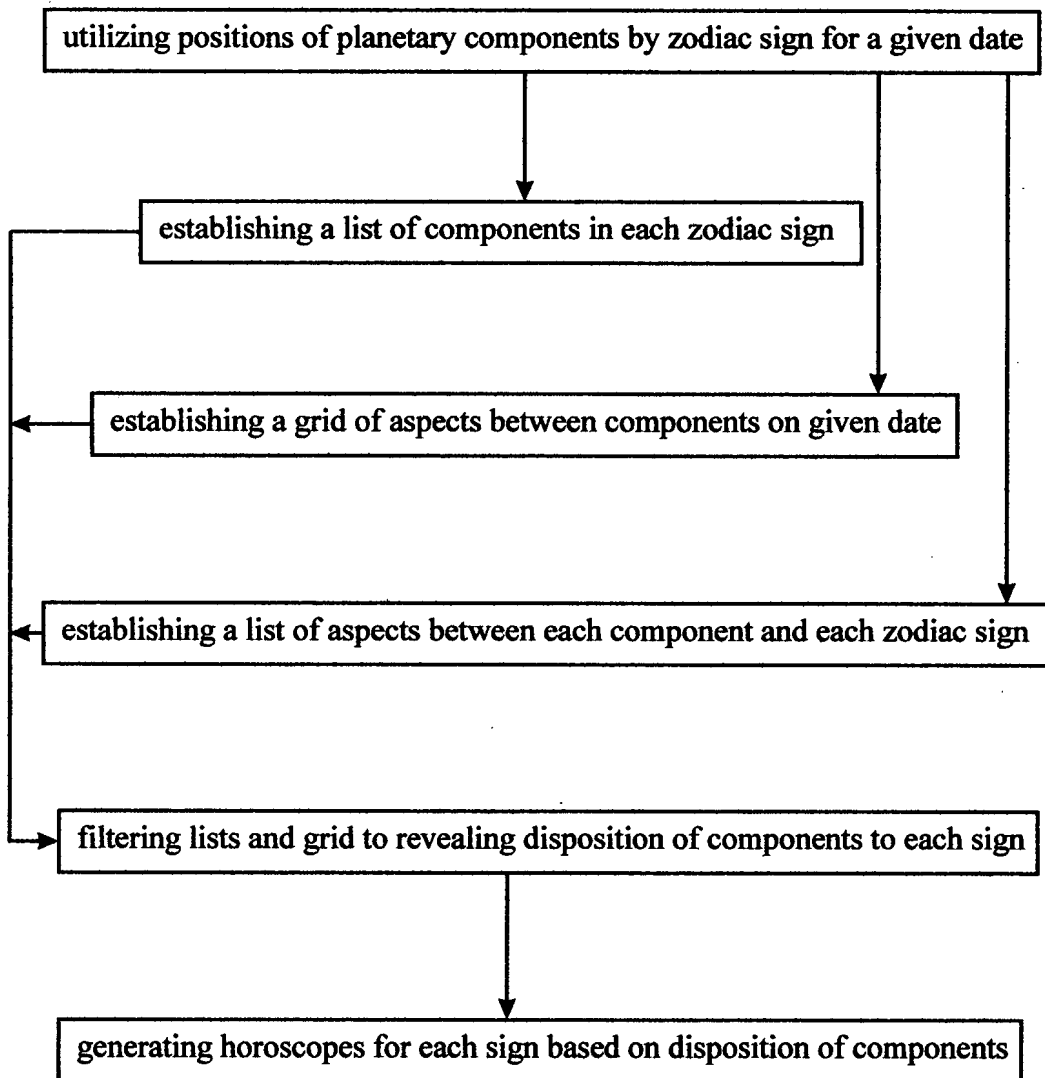 utilizing positions of planetary components by zodiac sign for a given date
establishing a list of components in each zodiac sign
establishing a grid of aspects between components on given date
establishing a list of aspects between each component and each zodiac sign
filtering lists and grid to revealing disposition of components to each sign
generating horoscopes for each sign based on disposition of components